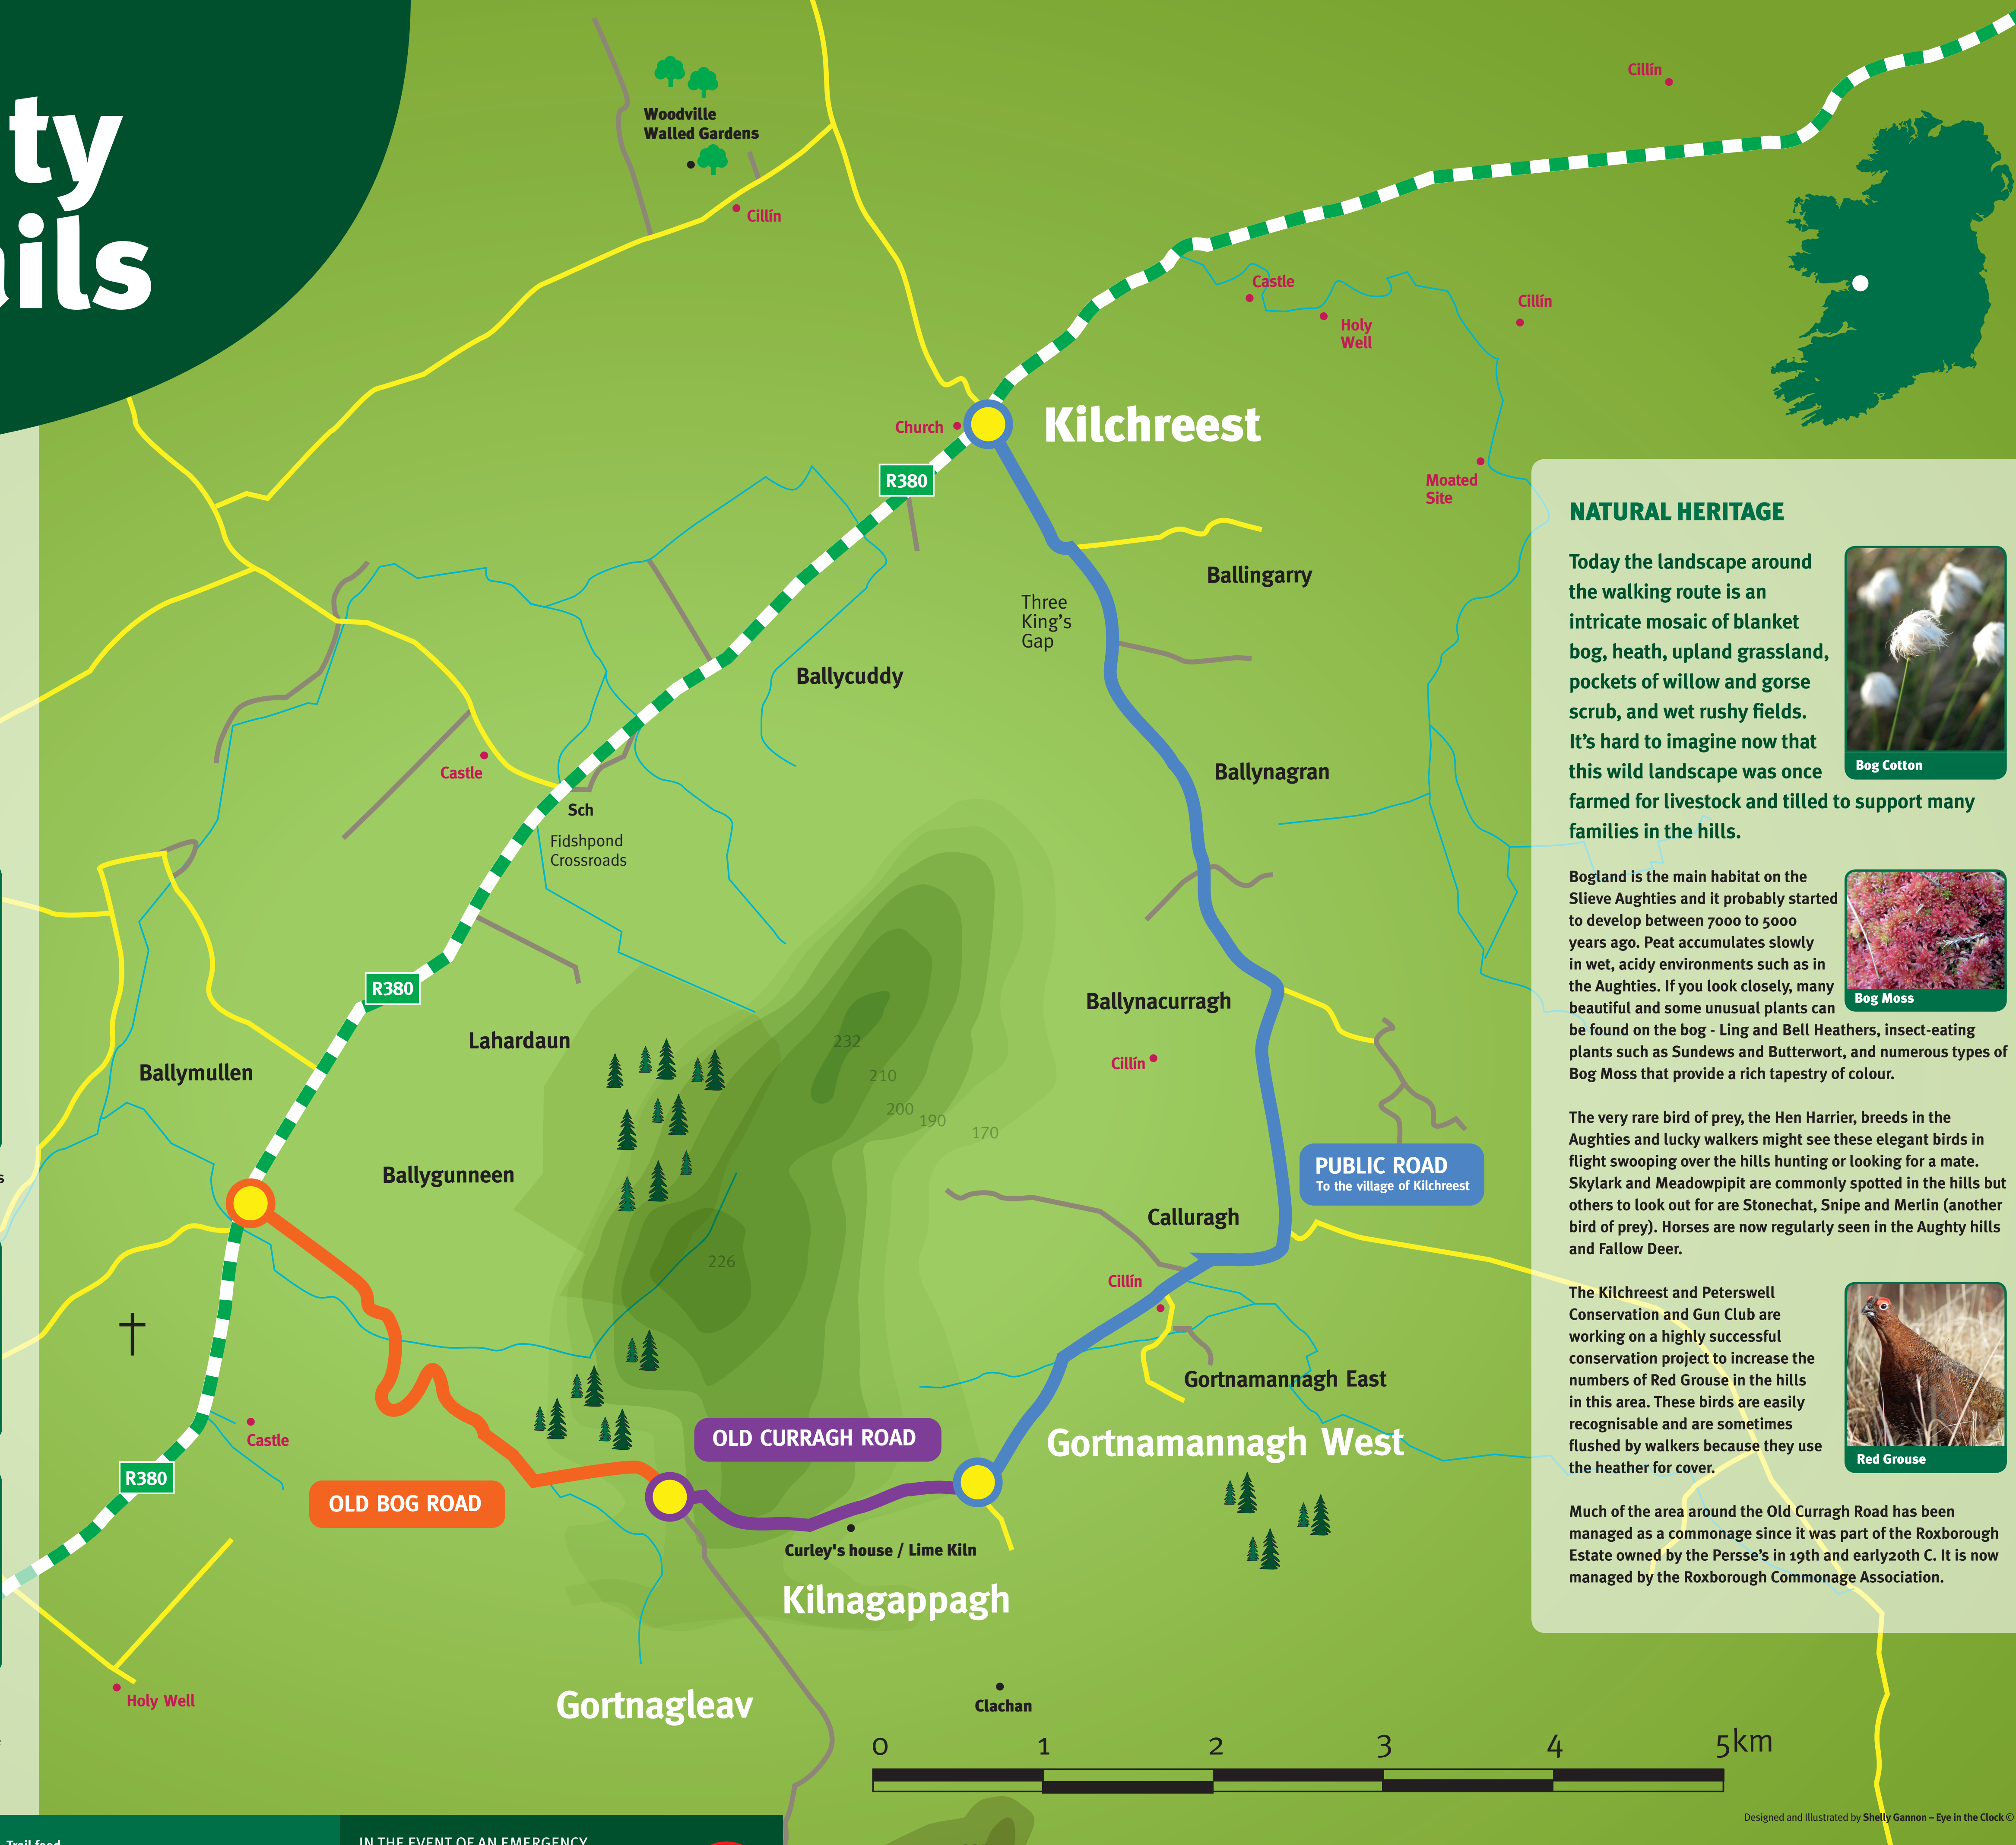 ty
ails
Woodville
Walled Gardens
Cillín
Cillín
Castle
Holy
Well
Cillín
Church
Kilchreest
R380
Moated
Site
Ballingarry
Three
King's
Gap
Ballycuddy
Castle
Ballynagran
Sch
Fidshpond
Crossroads
R380
Lahardaun
Ballynacurragh
Cillín
232
210
200
190
170
Ballymullen
Ballygunneen
PUBLIC ROAD
To the village of Kilchreest
Calluragh
226
Cillín
Gortnamannagh East
Castle
OLD CURRAGH ROAD
Gortnamannagh West
R380
OLD BOG ROAD
Curley's house / Lime Kiln
Kilnagappagh
Holy Well
Gortnagleav
Clachan
0 1 2 3 4 5km
NATURAL HERITAGE
Today the landscape around
the walking route is an
intricate mosaic of blanket
bog, heath, upland grassland,
pockets of willow and gorse
scrub, and wet rushy fields.
It's hard to imagine now that
this wild landscape was once
farmed for livestock and tilled to support many
families in the hills.
Bog Cotton
Bogland is the main habitat on the
Slieve Aughties and it probably started
to develop between 7000 to 5000
years ago. Peat accumulates slowly
in wet, acidy environments such as in
the Aughties. If you look closely, many
beautiful and some unusual plants can
be found on the bog - Ling and Bell Heathers, insect-eating
plants such as Sundews and Butterwort, and numerous types of
Bog Moss that provide a rich tapestry of colour.
Bog Moss
The very rare bird of prey, the Hen Harrier, breeds in the
Aughties and lucky walkers might see these elegant birds in
flight swooping over the hills hunting or looking for a mate.
Skylark and Meadowpipit are commonly spotted in the hills but
others to look out for are Stonechat, Snipe and Merlin (another
bird of prey). Horses are now regularly seen in the Aughty hills
and Fallow Deer.
The Kilchreest and Peterswell
Conservation and Gun Club are
working on a highly successful
conservation project to increase the
numbers of Red Grouse in the hills
in this area. These birds are easily
recognisable and are sometimes
flushed by walkers because they use
the heather for cover.
Red Grouse
Much of the area around the Old Curragh Road has been
managed as a commonage since it was part of the Roxborough
Estate owned by the Persse's in 19th and early20th C. It is now
managed by the Roxborough Commonage Association.
Designed and Illustrated by Shelly Gannon – Eye in the Clock ©
s
Trail feed
IN THE EVENT OF AN EMERGENCY